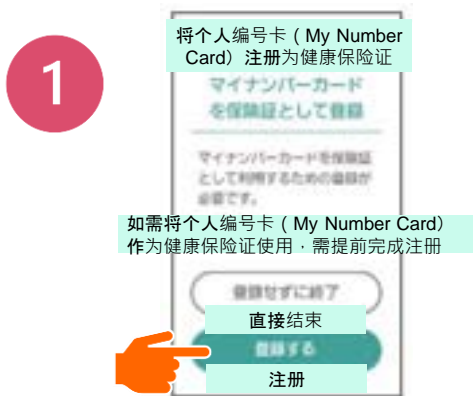 1
将个人编号卡（My Number
Card）注册为健康保险证
マイナンバーカード
を保険証として登録
マイナンバーカードを保険証
として利用するための登録が
必要です。
如需将个人编号卡（My Number Card）
作为健康保险证使用，需提前完成注册
登録せずに終了
直接结束
登録する
注册